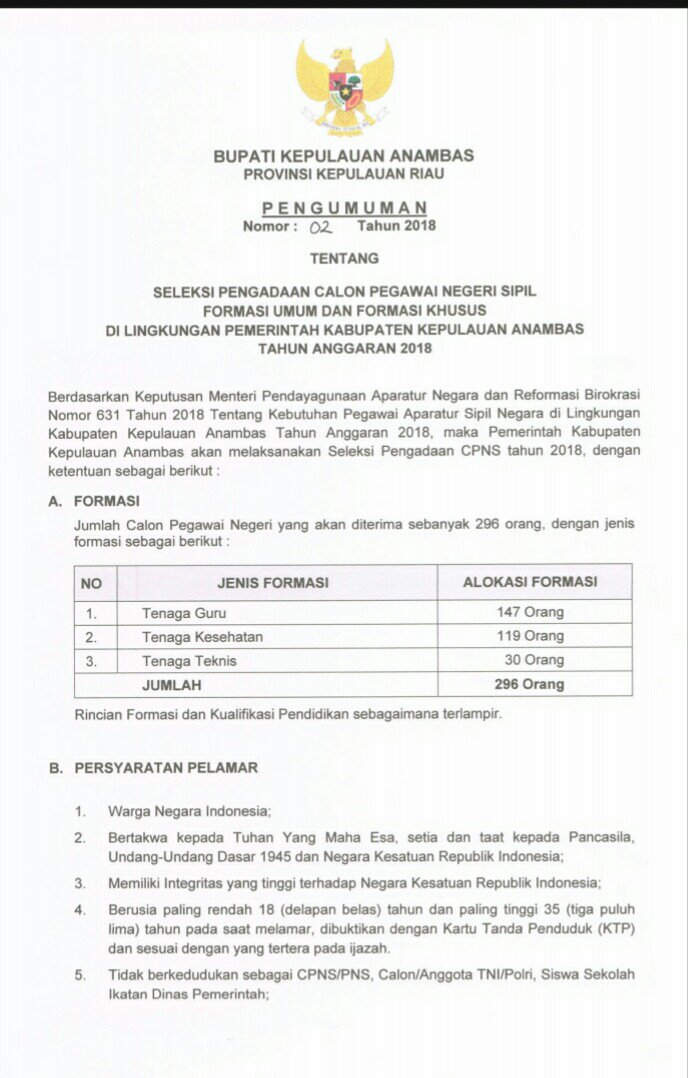 BUPATI KEPULAUAN ANAMBAS
PROVINSI KEPULAUAN RIAU
PENGUMUMAN
Nomor : 02 Tahun 2018
TENTANG
SELEKSI PENGADAAN CALON PEGAWAI NEGERI SIPIL
FORMASI UMUM DAN FORMASI KHUSUS
DI LINGKUNGAN PEMERINTAH KABUPATEN KEPULAUAN ANAMBAS
TAHUN ANGGARAN 2018
Berdasarkan Keputusan Menteri Pendayagunaan Aparatur Negara dan Reformasi Birokrasi
Nomor 631 Tahun 2018 Tentang Kebutuhan Pegawai Aparatur Sipil Negara di Lingkungan
Kabupaten Kepulauan Anambas Tahun Anggaran 2018, maka Pemerintah Kabupaten
Kepulauan Anambas akan melaksanakan Seleksi Pengadaan CPNS tahun 2018, dengan
ketentuan sebagai berikut :
A. FORMASI
Jumlah Calon Pegawai Negeri yang akan diterima sebanyak 296 orang, dengan jenis
formasi sebagai berikut :
NO JENIS FORMASI ALOKASI FORMASI
1. Tenaga Guru 147 Orang
2. Tenaga Kesehatan 119 Orang
3. Tenaga Teknis 30 Orang
JUMLAH 296 Orang
Rincian Formasi dan Kualifikasi Pendidikan sebagaimana terlampir.
B. PERSYARATAN PELAMAR
1. Warga Negara Indonesia;
2. Bertakwa kepada Tuhan Yang Maha Esa, setia dan taat kepada Pancasila,
Undang-Undang Dasar 1945 dan Negara Kesatuan Republik Indonesia;
3. Memiliki Integritas yang tinggi terhadap Negara Kesatuan Republik Indonesia;
4. Berusia paling rendah 18 (delapan belas) tahun dan paling tinggi 35 (tiga puluh
lima) tahun pada saat melamar, dibuktikan dengan Kartu Tanda Penduduk (KTP)
dan sesuai dengan yang tertera pada ijazah.
5. Tidak berkedudukan sebagai CPNS/PNS, Calon/Anggota TNI/Polri, Siswa Sekolah
Ikatan Dinas Pemerintah;